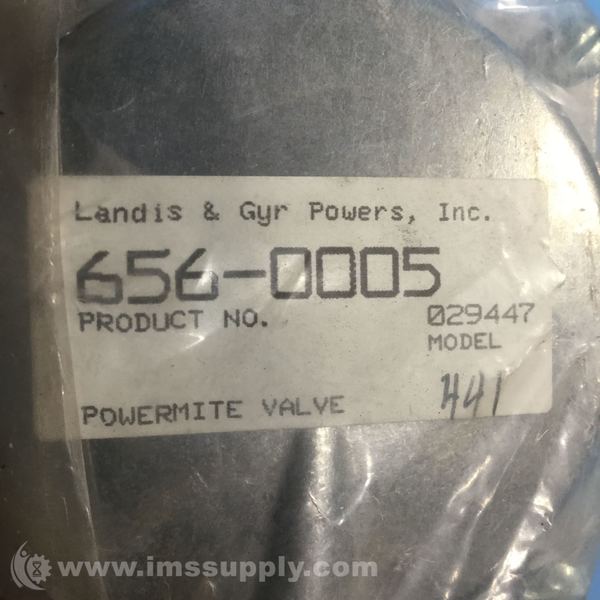 Landis & Gyr Powers, Inc.
656-0005
PRODUCT NO. 029447
MODEL
POWERMITE VALVE 441
www.imssupply.com